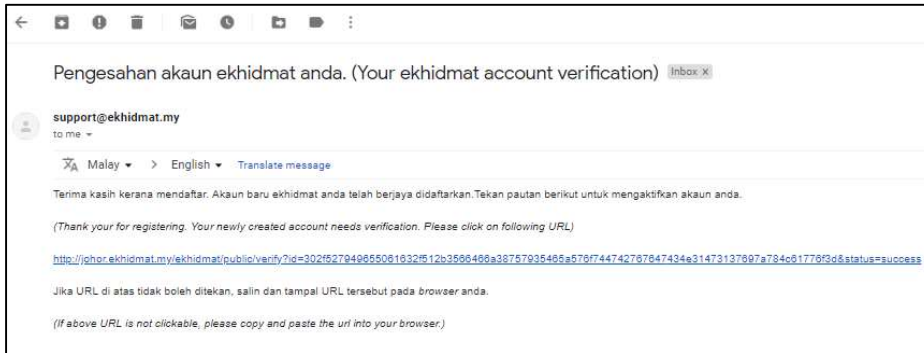 Pengesahan akaun ekhidmat anda. (Your ekhidmat account verification) Inbox x
support@ekhidmat.my
to me
Malay > English Translate message
Terima kasih kerana mendaftar. Akaun baru ekhidmat anda telah berjaya didaftarkan.Tekan pautan berikut untuk mengaktifkan akaun anda.
(Thank your for registering. Your newly created account needs verification. Please click on following URL)
http://johor.ekhidmat.my/ekhidmat/public/verify?id=302f527949655061632f512b3566466a38757935465a576f744742767647434e31473137697a784c61776f3d&status=success
Jika URL di atas tidak boleh ditekan, salin dan tampal URL tersebut pada browser anda.
(If above URL is not clickable, please copy and paste the url into your browser.)